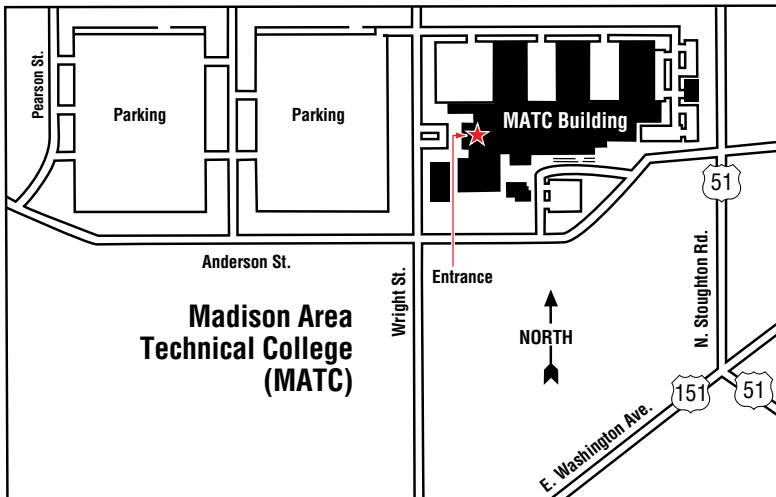 Pearson St.
Parking
Parking
MATC Building
51
Anderson St.
Wright St.
Entrance
N. Stoughton Rd.
Madison Area
Technical College
(MATC)
NORTH
151
51
E. Washington Ave.